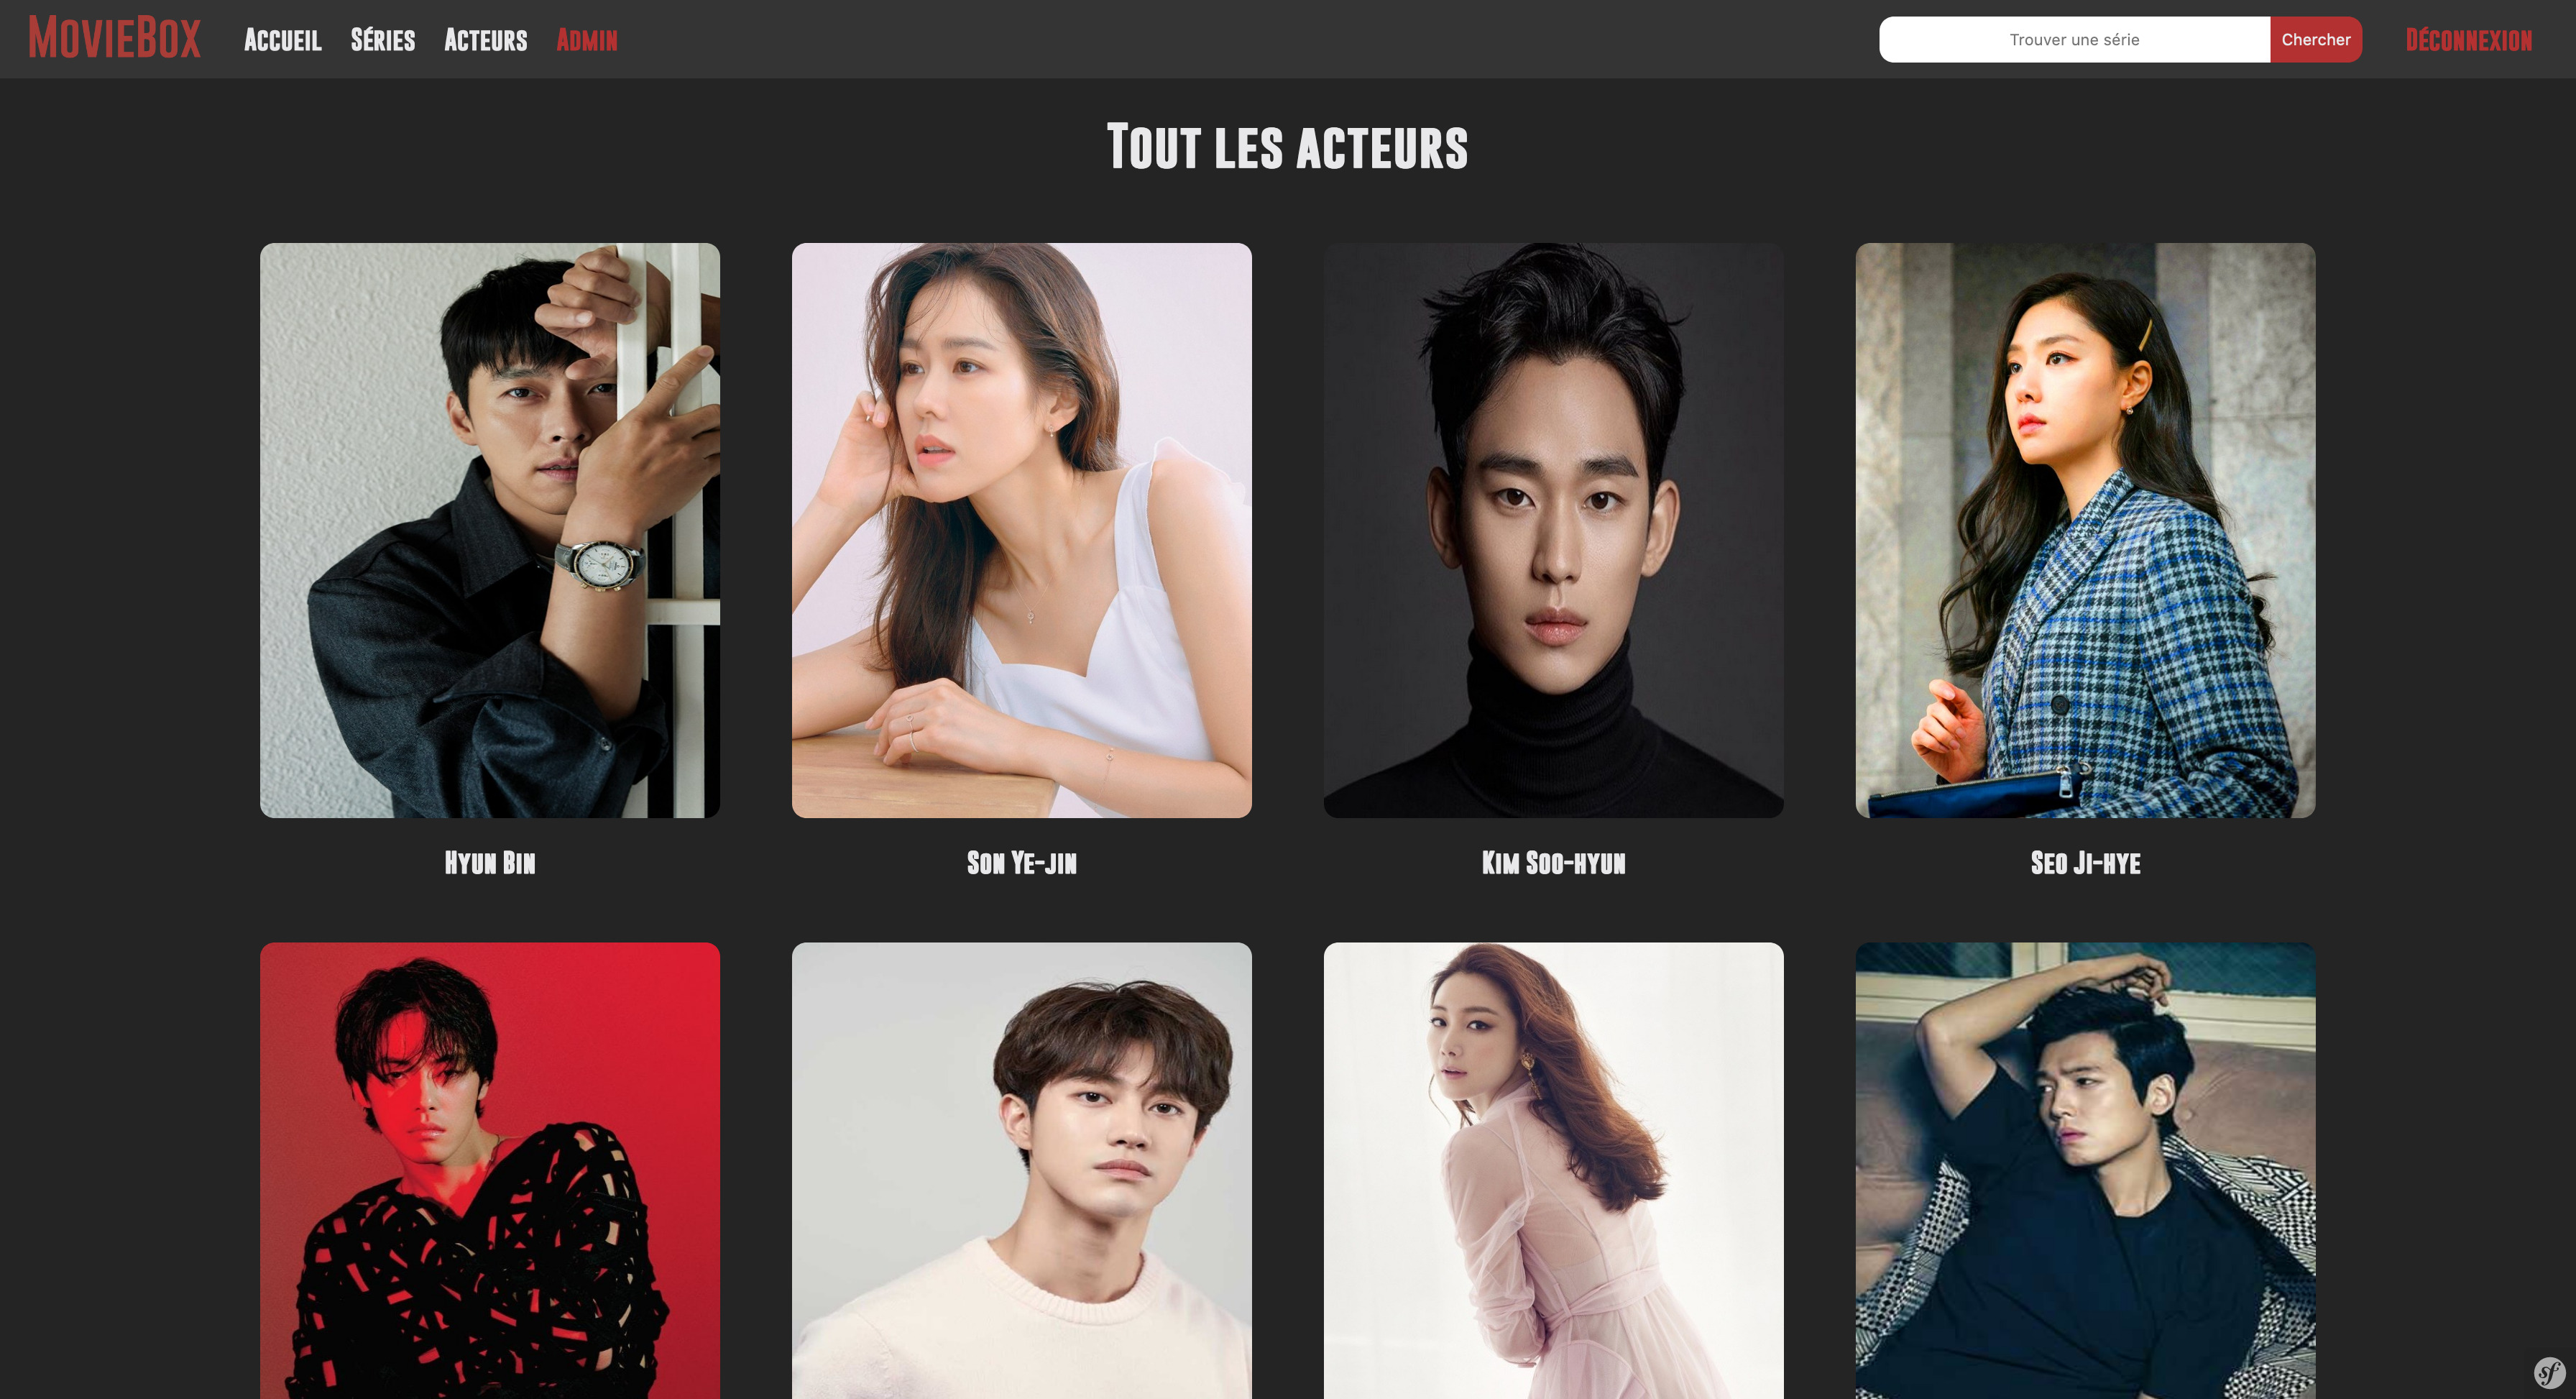 MovieBox
Accueil
Séries
Acteurs
Admin
Trouver une série
Chercher
Déconnexion
Tout les acteurs
Hyun Bin
Son Ye-jin
Kim Soo-hyun
Seo Ji-hye
sf